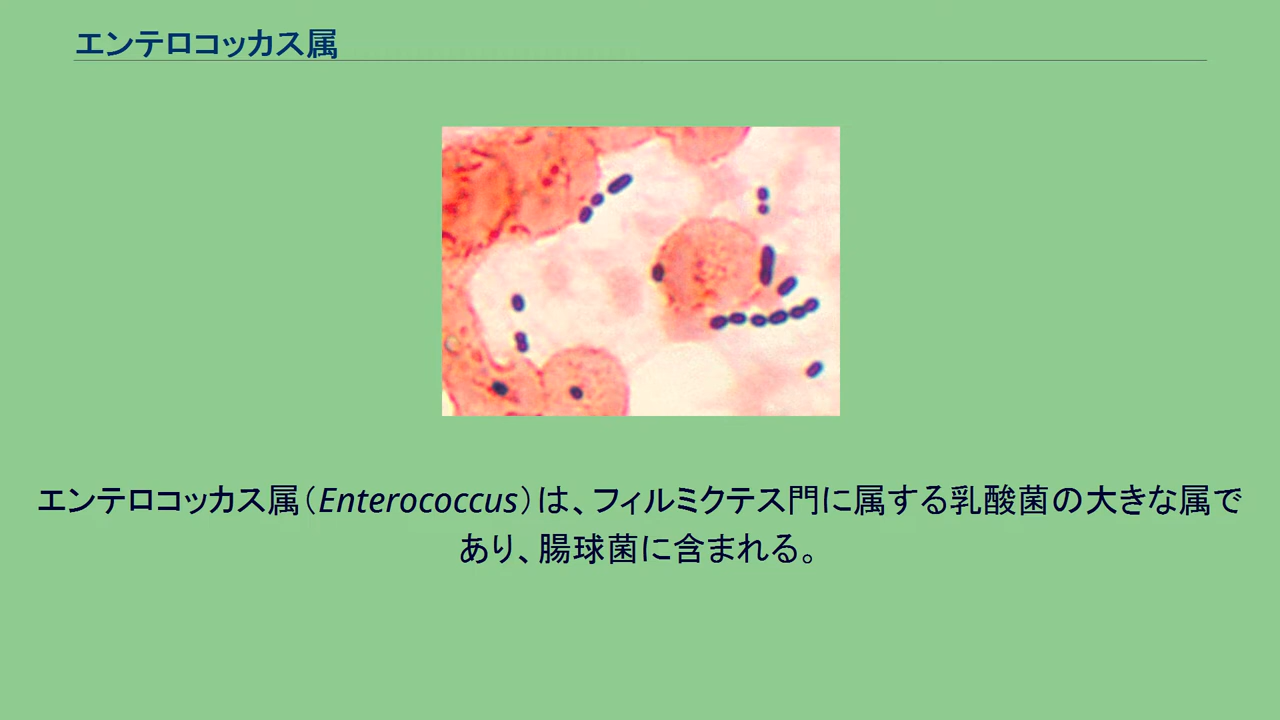 エンテロコッカス属
エンテロコッカス属（Enterococcus）は、フィルミクテス門に属する乳酸菌の大きな属で
あり、腸球菌に含まれる。